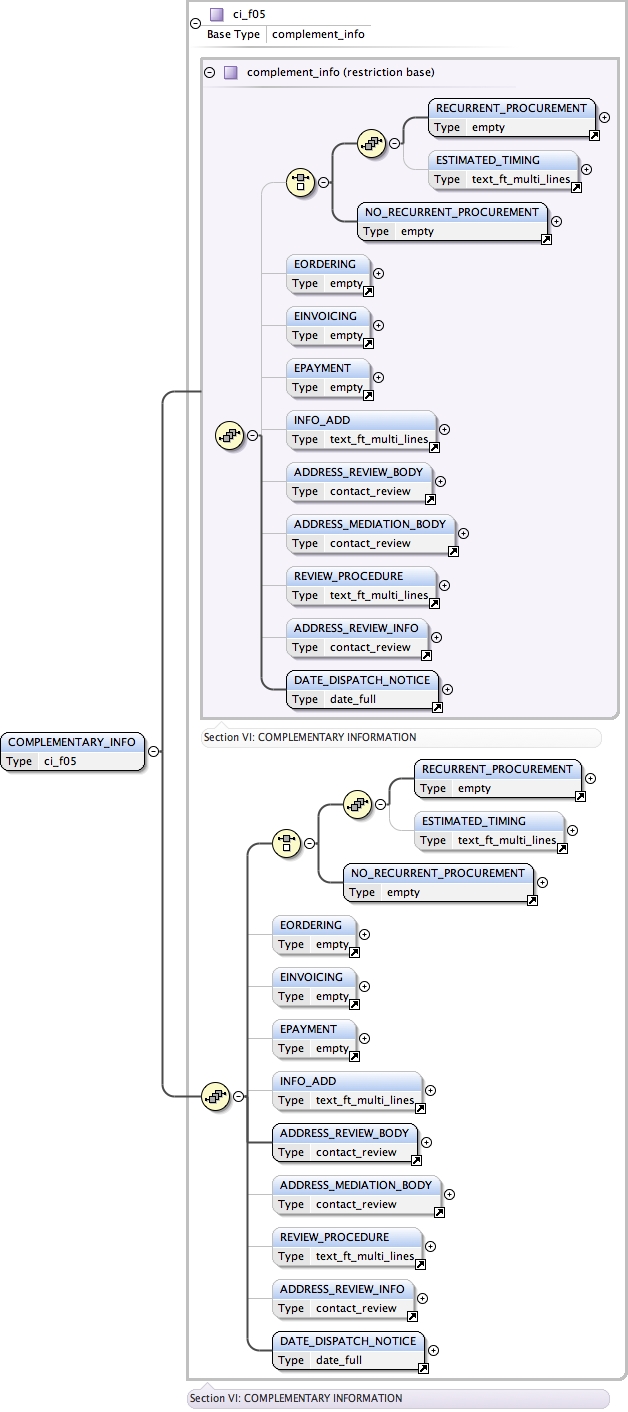 ci_f05
Base Type complement_info
complement_info (restriction base)
RECURRENT_PROCUREMENT
Type empty
ESTIMATED_TIMING
Type text_ft_multi_lines
NO_RECURRENT_PROCUREMENT
Type empty
EORDERING
Type empty
EINVOICING
Type empty
EPAYMENT
Type empty
INFO_ADD
Type text_ft_multi_lines
ADDRESS_REVIEW_BODY
Type contact_review
ADDRESS_MEDIATION_BODY
Type contact_review
REVIEW_PROCEDURE
Type text_ft_multi_lines
ADDRESS_REVIEW_INFO
Type contact_review
DATE_DISPATCH_NOTICE
Type date_full
Section VI: COMPLEMENTARY INFORMATION
COMPLEMENTARY_INFO
Type ci_f05
RECURRENT_PROCUREMENT
Type empty
ESTIMATED_TIMING
Type text_ft_multi_lines
NO_RECURRENT_PROCUREMENT
Type empty
EORDERING
Type empty
EINVOICING
Type empty
EPAYMENT
Type empty
INFO_ADD
Type text_ft_multi_lines
ADDRESS_REVIEW_BODY
Type contact_review
ADDRESS_MEDIATION_BODY
Type contact_review
REVIEW_PROCEDURE
Type text_ft_multi_lines
ADDRESS_REVIEW_INFO
Type contact_review
DATE_DISPATCH_NOTICE
Type date_full
Section VI: COMPLEMENTARY INFORMATION